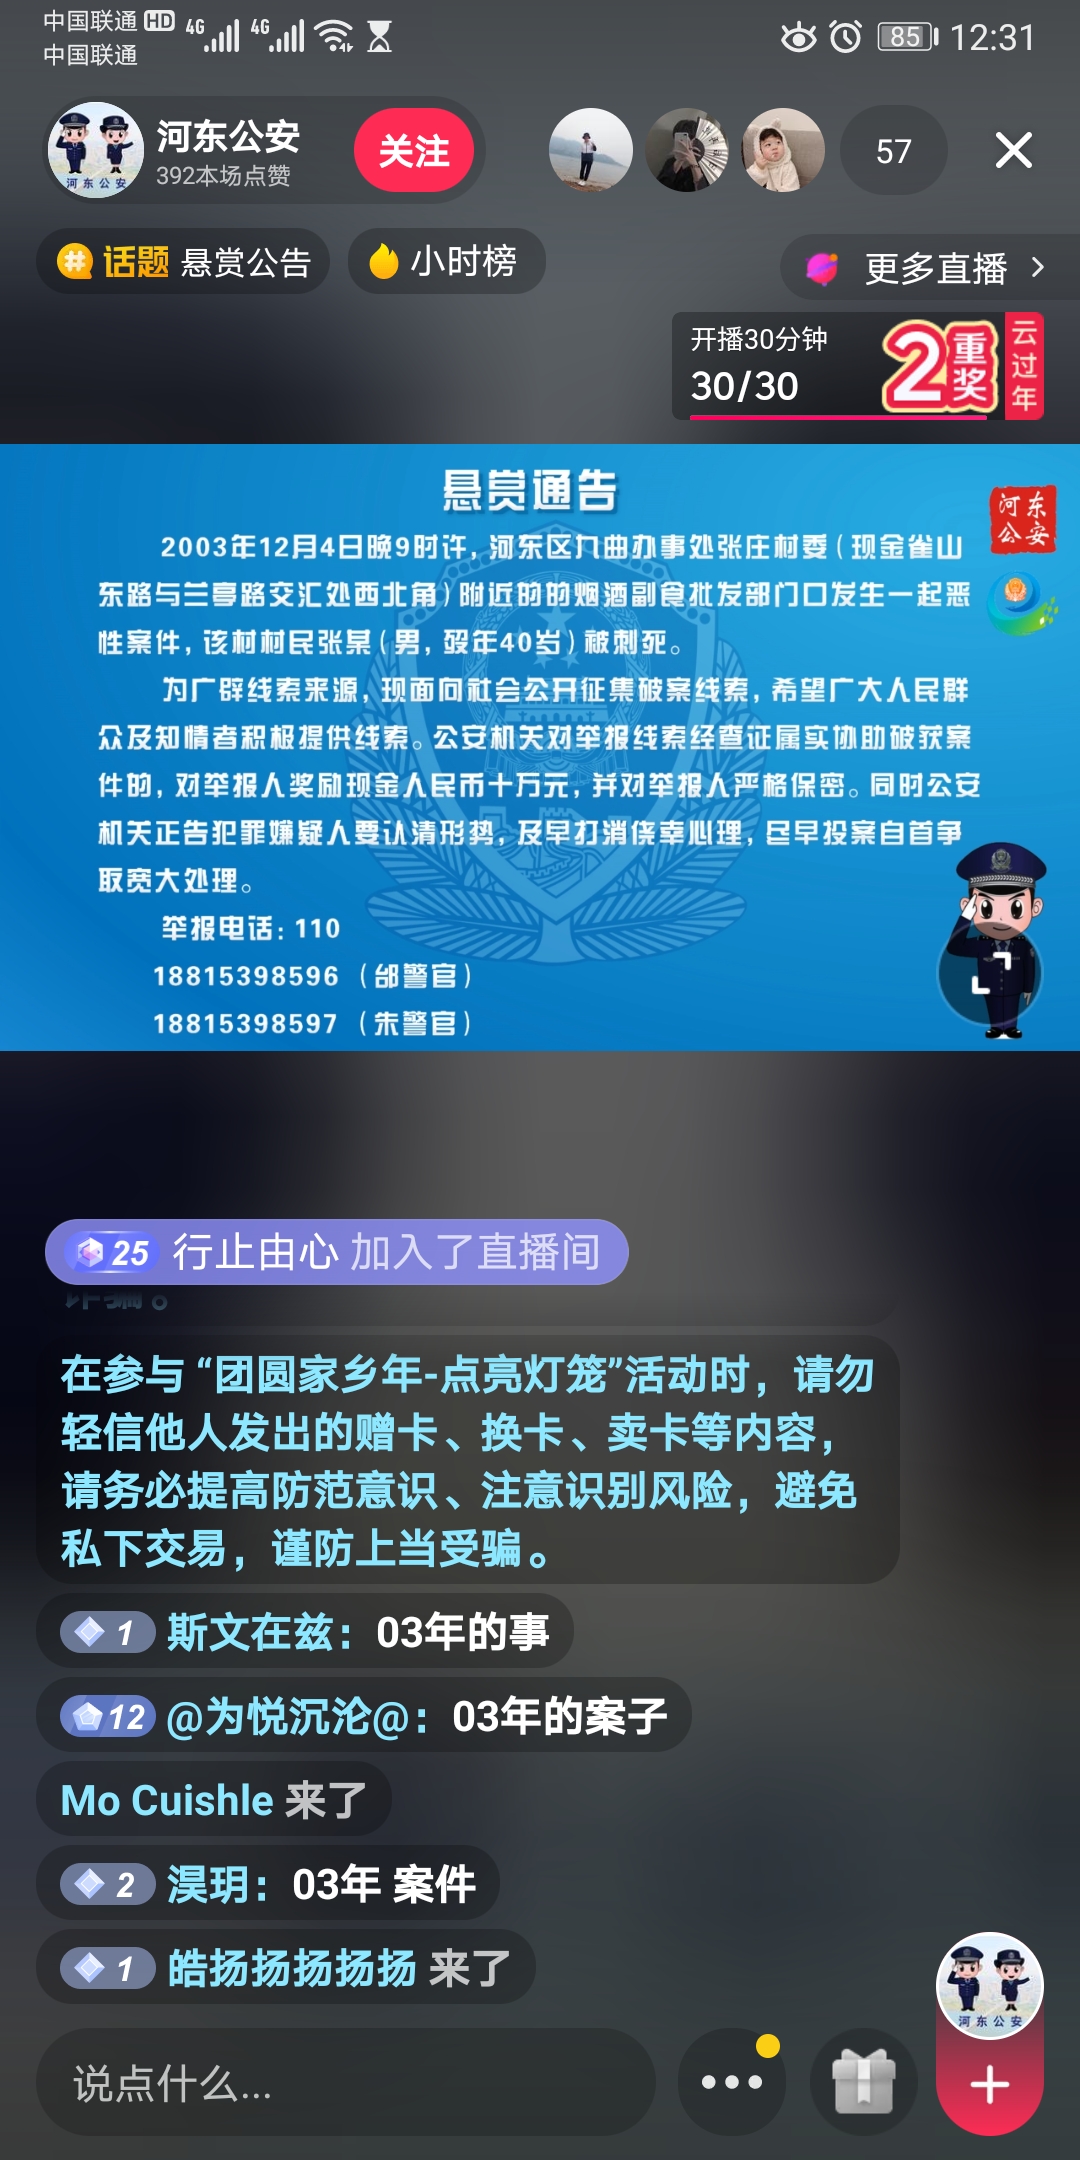 中国联通 HD 4G 4G 85 12:31
中国联通
河东公安
392本场点赞
关注
57
河东公安
#话题 悬赏公告
小时榜
更多直播
开播30分钟
30/30
2重奖
云过年
悬赏通告
河东公安
2003年12月4日晚9时许，河东区九曲办事处张庄村委（现金雀山
东路与兰亭路交汇处西北角）附近的的烟酒副食批发部门口发生一起恶
性案件，该村村民张某（男，殁年40岁）被刺死。
为广辟线索来源，现面向社会公开征集破案线索，希望广大人民群
众及知情者积极提供线索。公安机关对举报线索经查证属实协助破获案
件的，对举报人奖励现金人民币十万元，并对举报人严格保密。同时公安
机关正告犯罪嫌疑人要认清形势，及早打消侥幸心理，尽早投案自首争
取宽大处理。
举报电话：110
18815398596（邰警官）
18815398597（朱警官）
25 行止由心 加入了直播间
诈骗。
在参与 “团圆家乡年-点亮灯笼”活动时，请勿
轻信他人发出的赠卡、换卡、卖卡等内容，
请务必提高防范意识、注意识别风险，避免
私下交易，谨防上当受骗。
1 斯文在兹：03年的事
12 @为悦沉沦@：03年的案子
Mo Cuishle 来了
2 淏玥：03年 案件
1 皓扬扬扬扬扬 来了
河东公安
说点什么...